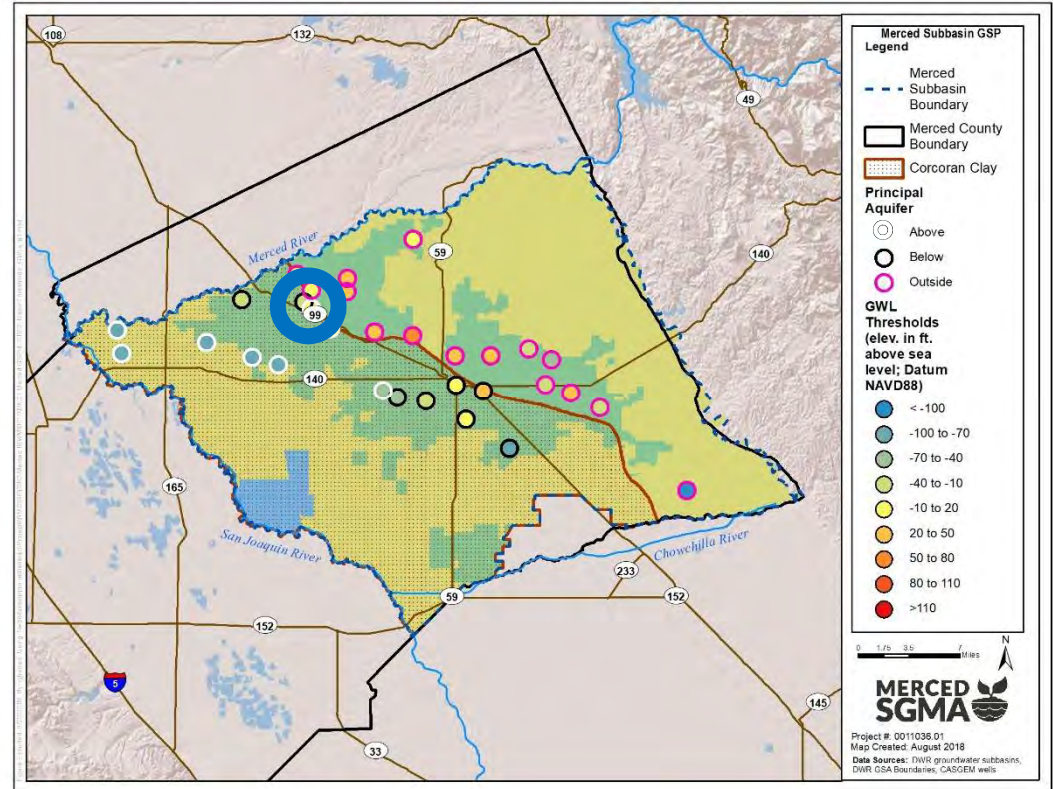 108
132
49
Merced River
59
140
99
140
165
San Joaquin River
Chowchilla River
233
59
152
152
5
145
33
Merced Subbasin GSP
Legend
Merced
Subbasin
Boundary
Merced County
Boundary
Corcoran Clay
Principal
Aquifer
Above
Below
Outside
GWL
Thresholds
(elev. in ft.
above sea
level; Datum
NAVD88)
< -100
-100 to -70
-70 to -40
-40 to -10
-10 to 20
20 to 50
50 to 80
80 to 110
>110
N
0 1.75 3.5 7
Miles
MERCED
SGMA
Project #: 0011036.01
Map Created: August 2018
Data Sources: DWR groundwater subbasins,
DWR GSA Boundaries, CASGEM wells